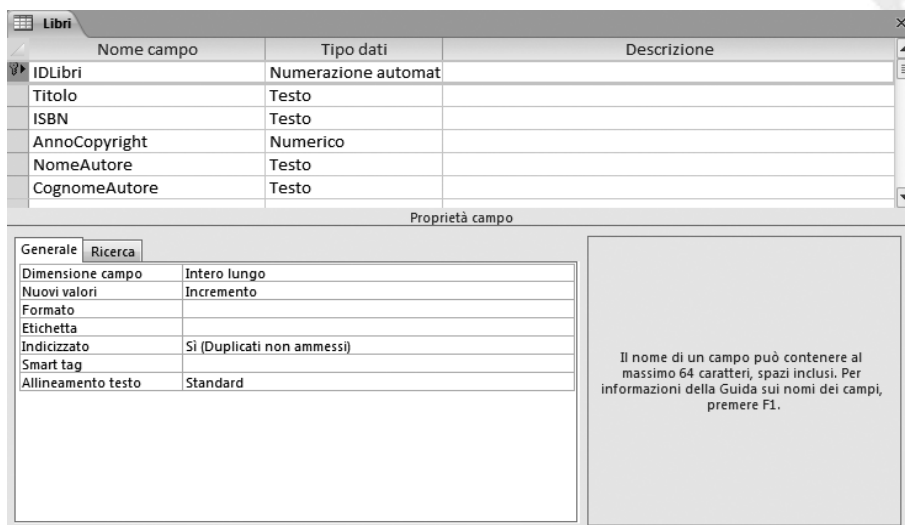 Libri
Nome campo Tipo dati Descrizione
IDLibri Numerazione automat
Titolo Testo
ISBN Testo
AnnoCopyright Numerico
NomeAutore Testo
CognomeAutore Testo
Proprietà campo
Generale Ricerca
Dimensione campo Intero lungo
Nuovi valori Incremento
Formato
Etichetta
Indicizzato Sì (Duplicati non ammessi)
Smart tag
Allineamento testo Standard
Il nome di un campo può contenere al
massimo 64 caratteri, spazi inclusi. Per
informazioni della Guida sui nomi dei campi,
premere F1.